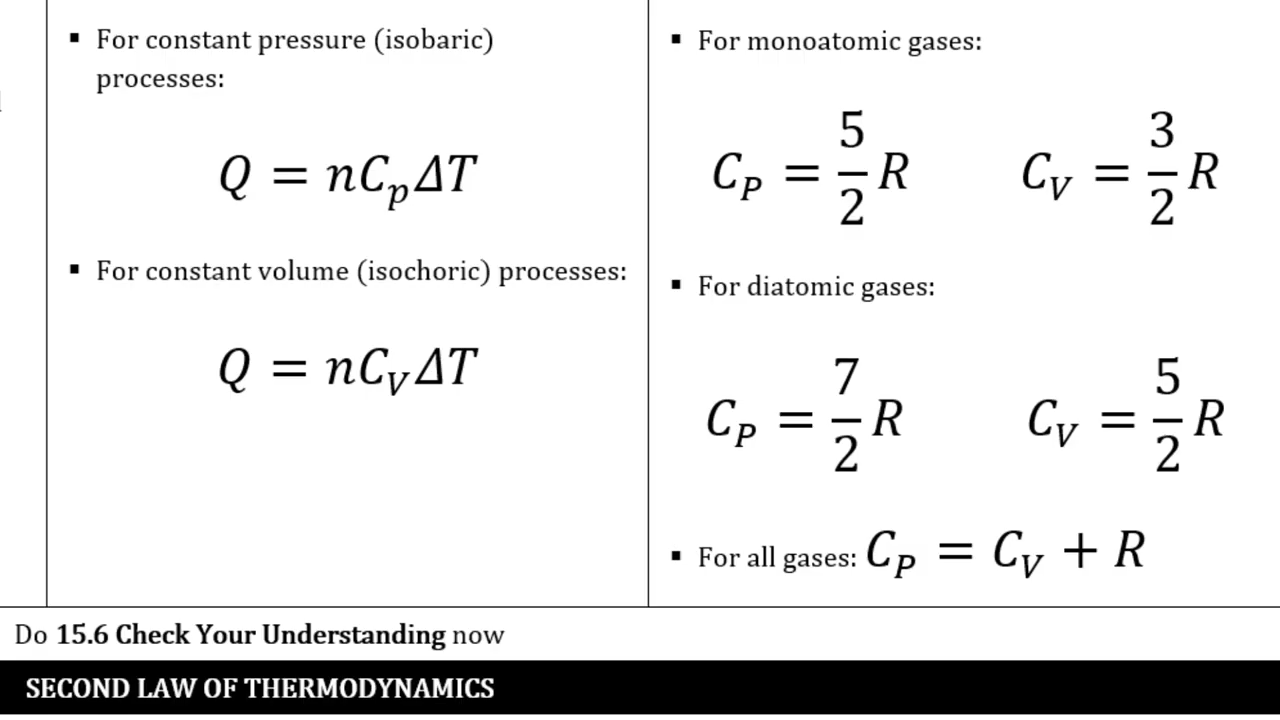 ▪ For constant pressure (isobaric)
processes:
Q = nC_pΔT
▪ For constant volume (isochoric) processes:
Q = nC_VΔT
▪ For monoatomic gases:
C_P = 5/2 R C_V = 3/2 R
▪ For diatomic gases:
C_P = 7/2 R C_V = 5/2 R
▪ For all gases: C_P = C_V + R
Do 15.6 Check Your Understanding now
SECOND LAW OF THERMODYNAMICS